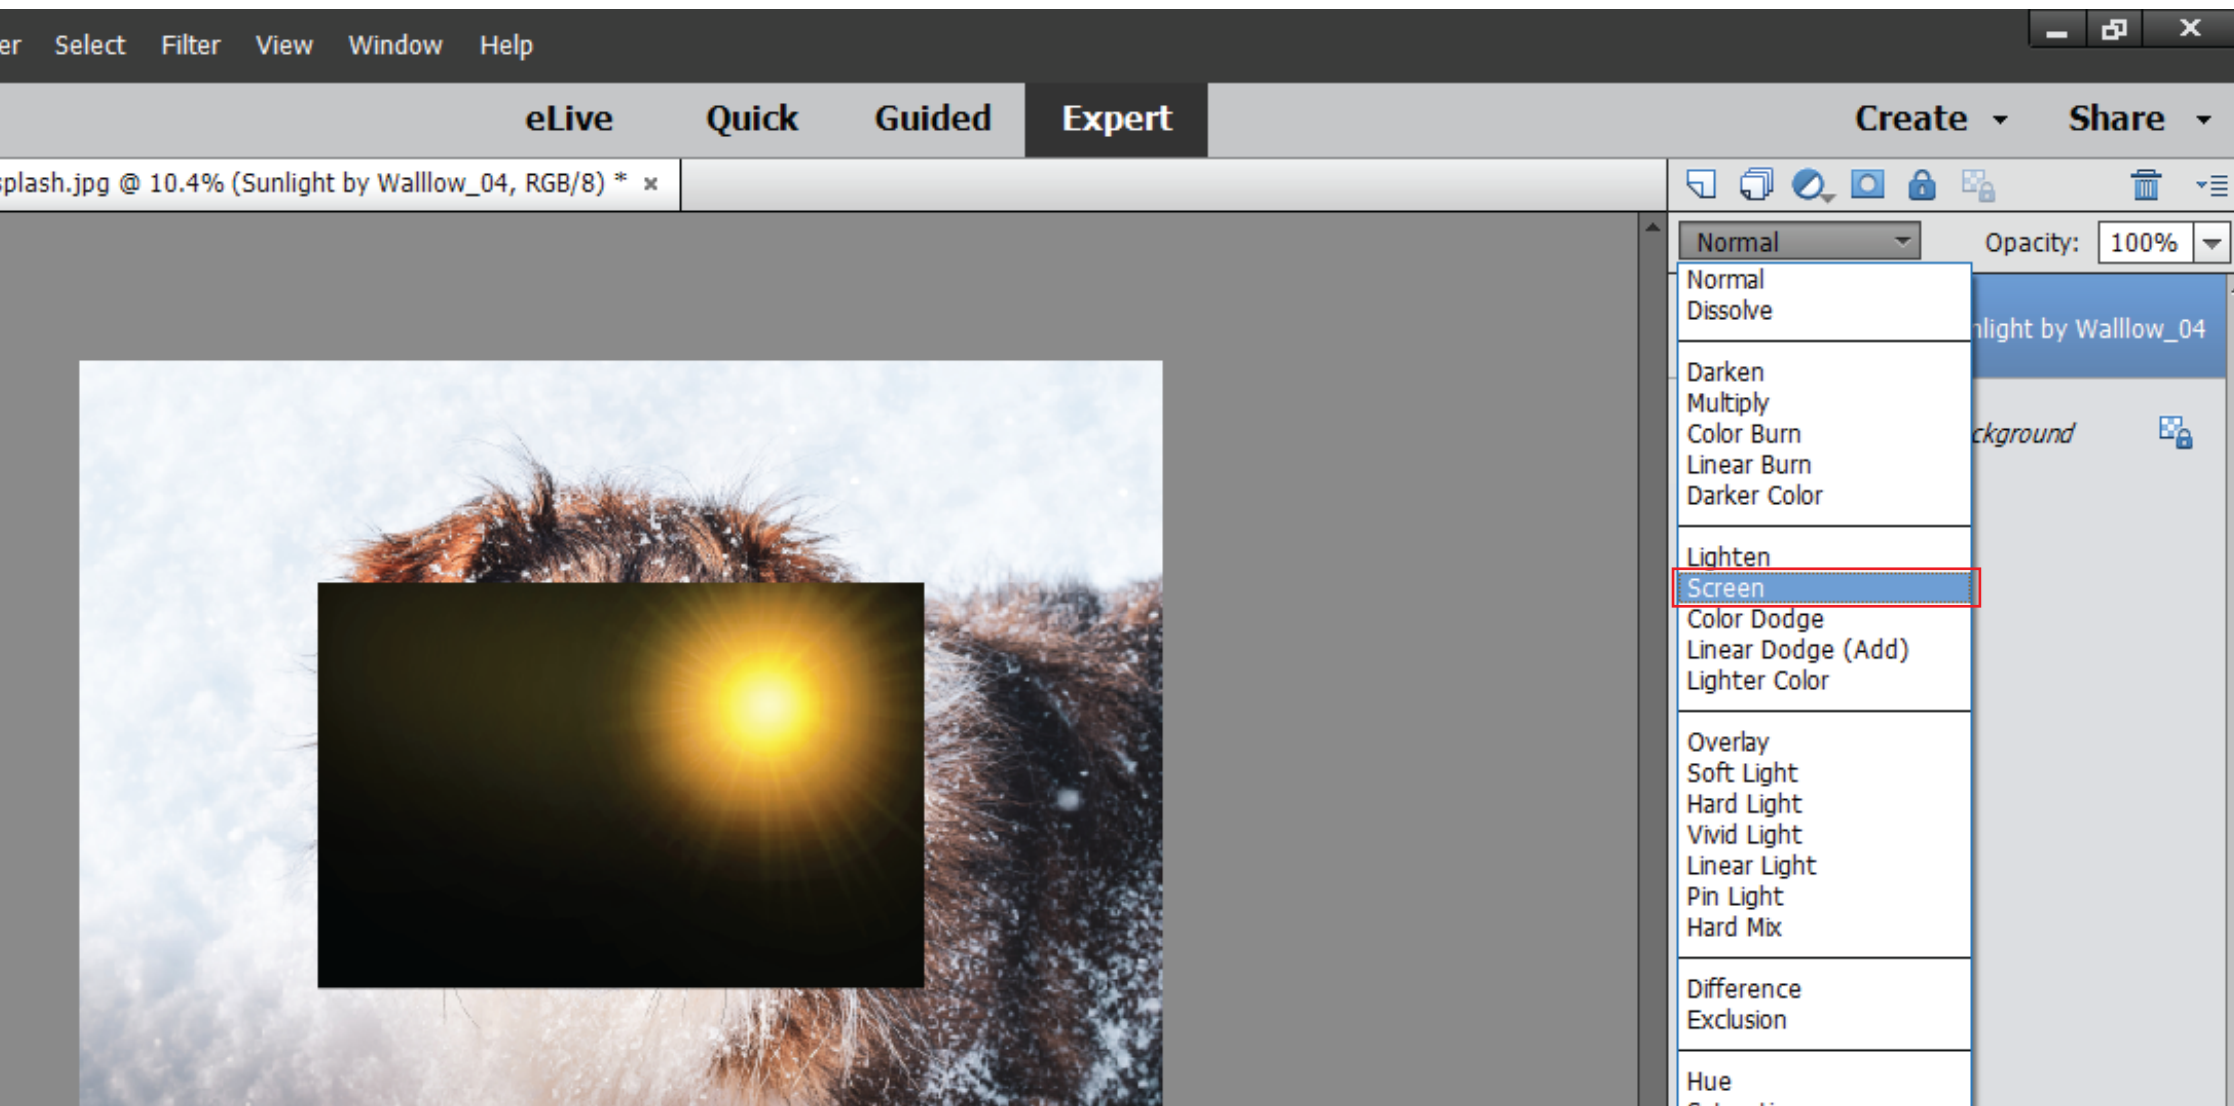 er Select Filter View Window Help
eLive Quick Guided Expert Create Share
splash.jpg @ 10.4% (Sunlight by Walllow_04, RGB/8) * ×
Normal Opacity: 100%
Normal
Dissolve
nlight by Walllow_04
Darken
Multiply
Color Burn
ckground
Linear Burn
Darker Color
Lighten
Screen
Color Dodge
Linear Dodge (Add)
Lighter Color
Overlay
Soft Light
Hard Light
Vivid Light
Linear Light
Pin Light
Hard Mix
Difference
Exclusion
Hue